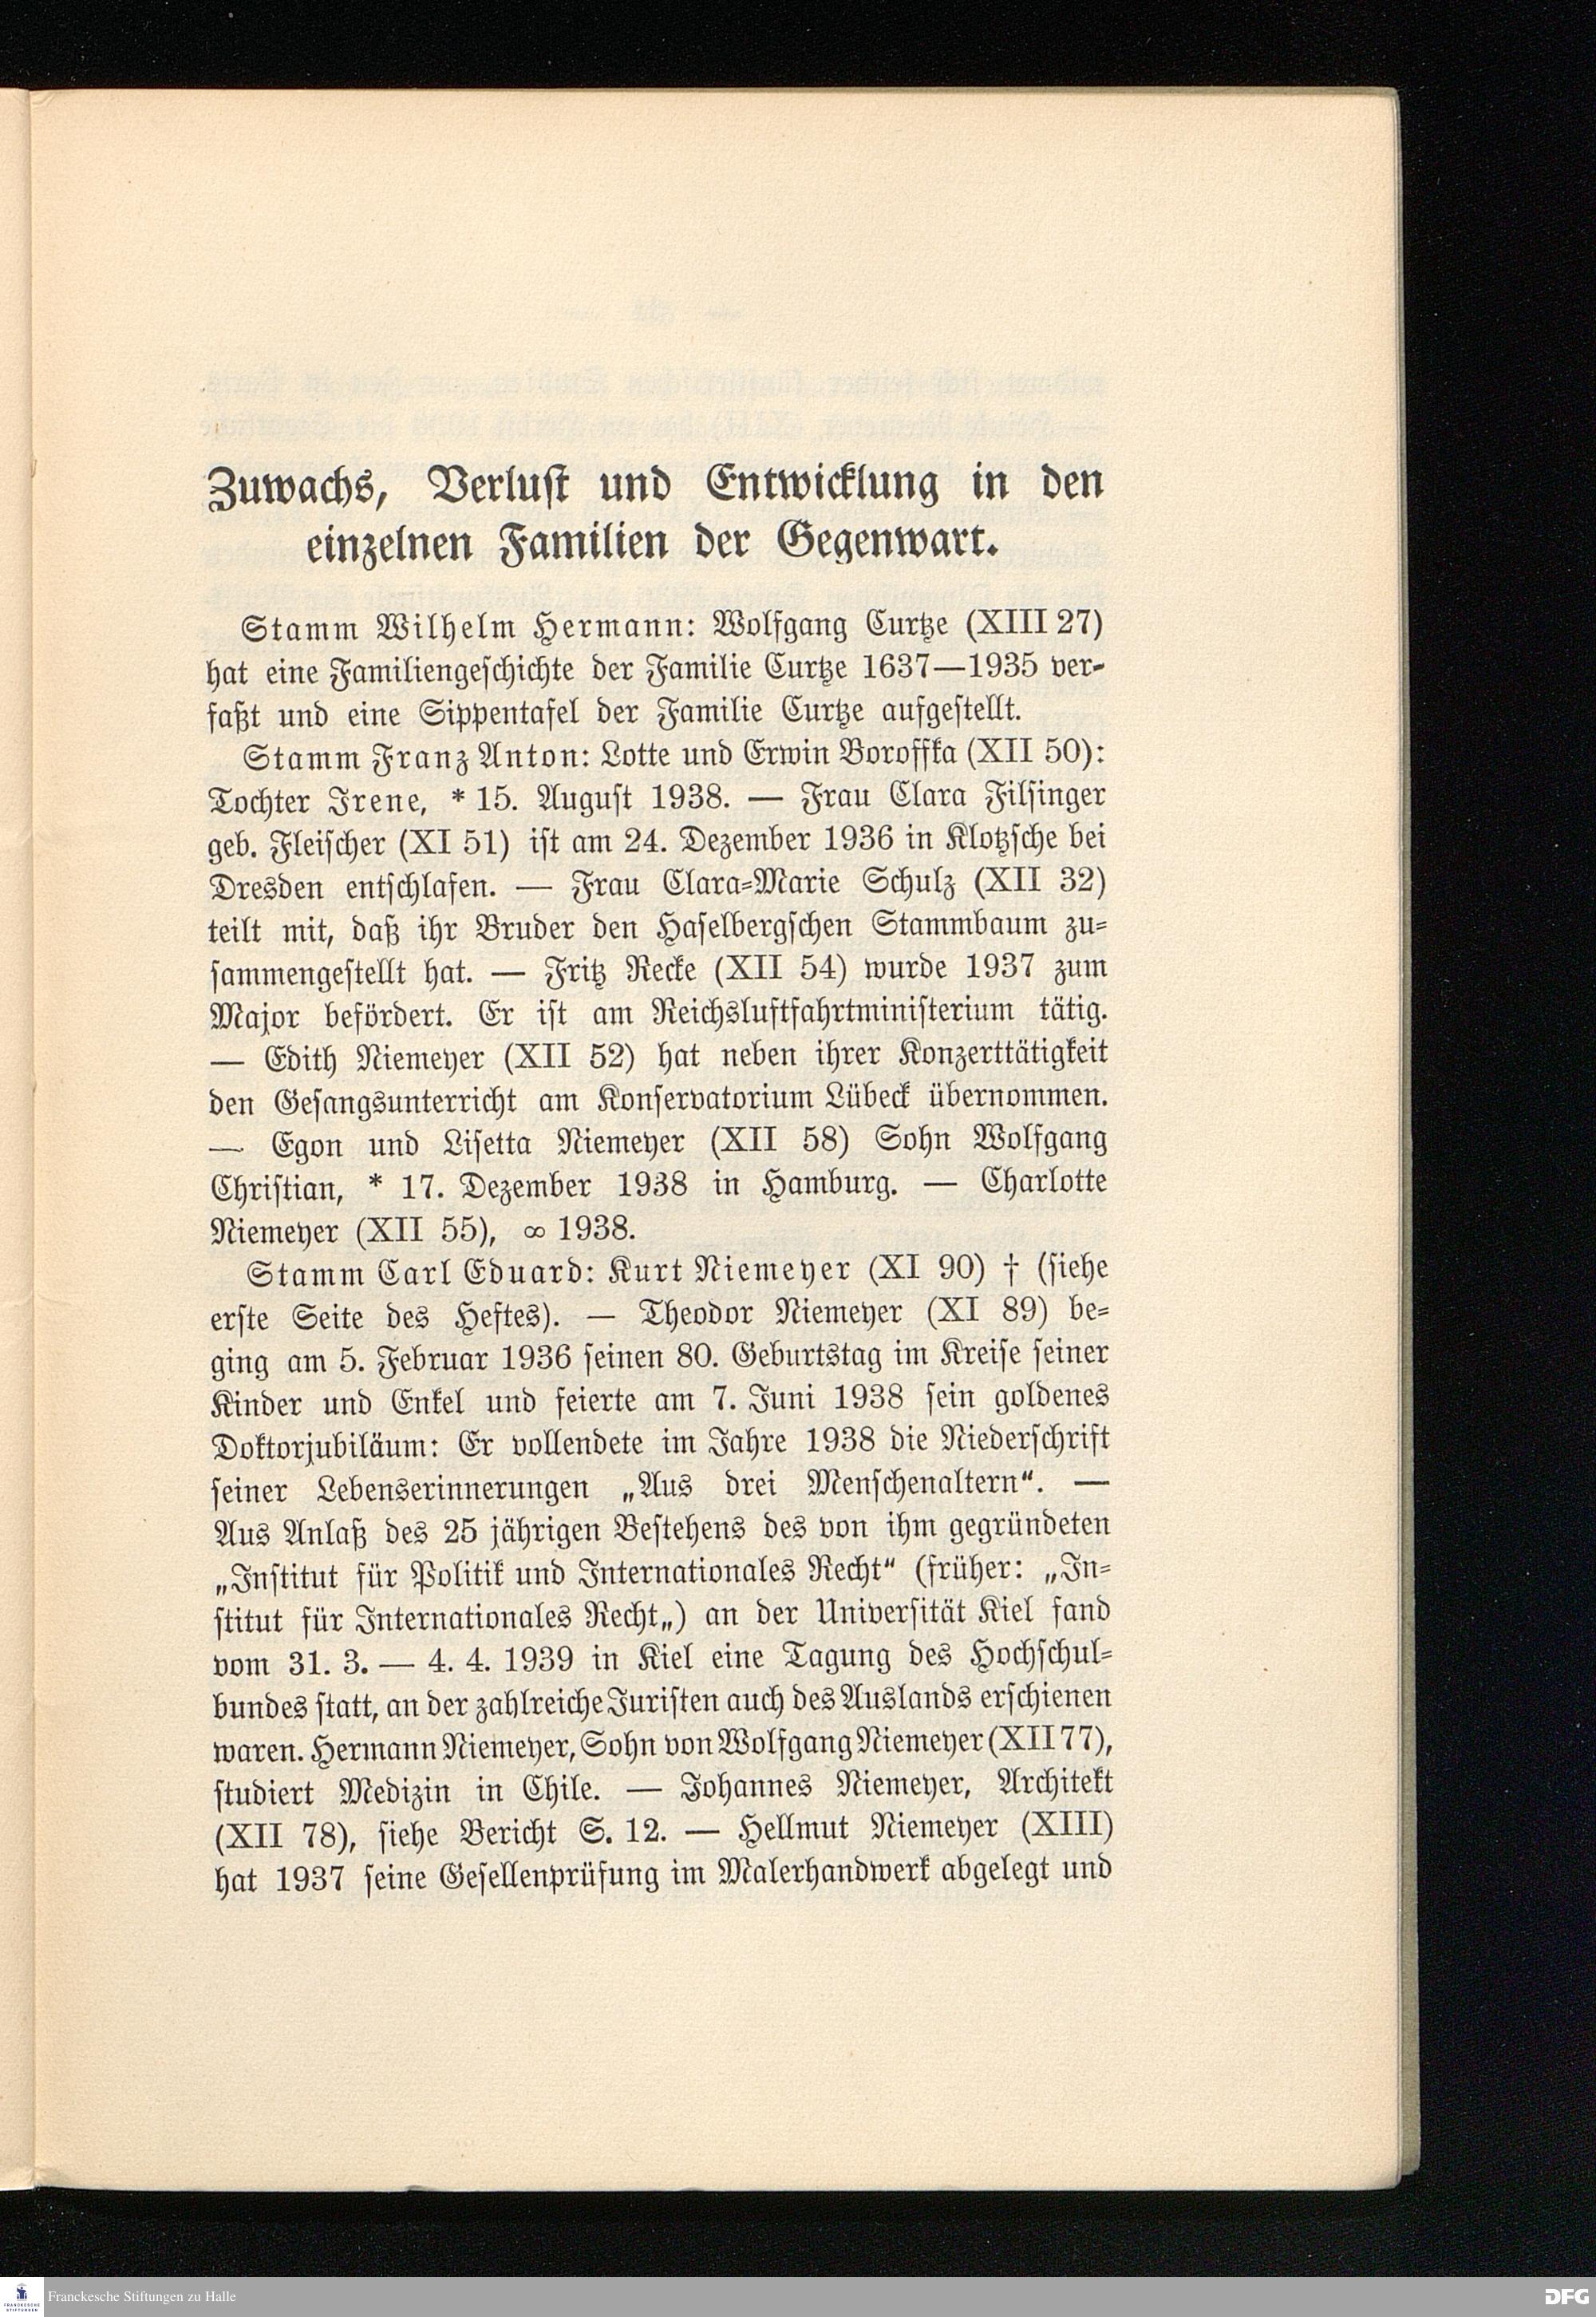 Zuwachs, Verlust und Entwicklung in den
einzelnen Familien der Gegenwart.
Stamm Wilhelm Hermann: Wolfgang Curtze (XIII 27)
hat eine Familiengeschichte der Familie Curtze 1637—1935 ver-
faßt und eine Sippentafel der Familie Curtze aufgestellt.
Stamm Franz Anton: Lotte und Erwin Boroffka (XII 50):
Tochter Irene, * 15. August 1938. — Frau Clara Filsinger
geb. Fleischer (XI 51) ist am 24. Dezember 1936 in Klotzsche bei
Dresden entschlafen. — Frau Clara-Marie Schulz (XII 32)
teilt mit, daß ihr Bruder den Haselbergschen Stammbaum zu-
sammengestellt hat. — Fritz Recke (XII 54) wurde 1937 zum
Major befördert. Er ist am Reichsluftfahrtministerium tätig.
— Edith Niemeyer (XII 52) hat neben ihrer Konzerttätigkeit
den Gesangsunterricht am Konservatorium Lübeck übernommen.
— Egon und Lisetta Niemeyer (XII 58) Sohn Wolfgang
Christian, * 17. Dezember 1938 in Hamburg. — Charlotte
Niemeyer (XII 55), ∞ 1938.
Stamm Carl Eduard: Kurt Niemeyer (XI 90) † (siehe
erste Seite des Heftes). — Theodor Niemeyer (XI 89) be-
ging am 5. Februar 1936 seinen 80. Geburtstag im Kreise seiner
Kinder und Enkel und feierte am 7. Juni 1938 sein goldenes
Doktorjubiläum: Er vollendete im Jahre 1938 die Niederschrift
seiner Lebenserinnerungen „Aus drei Menschenaltern“. —
Aus Anlaß des 25 jährigen Bestehens des von ihm gegründeten
„Institut für Politik und Internationales Recht“ (früher: „In-
stitut für Internationales Recht„) an der Universität Kiel fand
vom 31. 3. — 4. 4. 1939 in Kiel eine Tagung des Hochschul-
bundes statt, an der zahlreiche Juristen auch des Auslands erschienen
waren. Hermann Niemeyer, Sohn von Wolfgang Niemeyer (XII 77),
studiert Medizin in Chile. — Johannes Niemeyer, Architekt
(XII 78), siehe Bericht S. 12. — Hellmut Niemeyer (XIII)
hat 1937 seine Gesellenprüfung im Malerhandwerk abgelegt und
FRANCKESCHE
STIFTUNGEN
Franckesche Stiftungen zu Halle
DFG